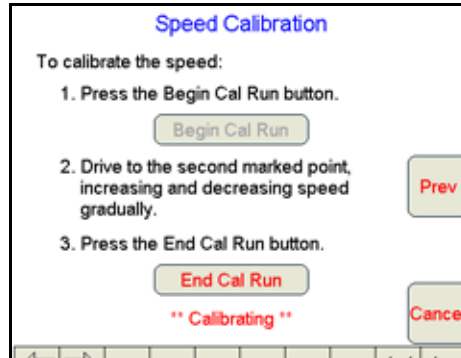 Speed Calibration
To calibrate the speed:
1. Press the Begin Cal Run button.
Begin Cal Run
2. Drive to the second marked point,
increasing and decreasing speed
gradually.
Prev
3. Press the End Cal Run button.
End Cal Run
** Calibrating **
Cance